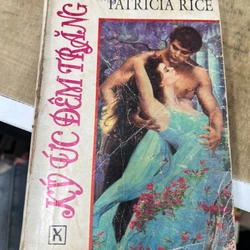 PATRICIA RICE
KÝ ỨC ĐÊM TRĂNG
X